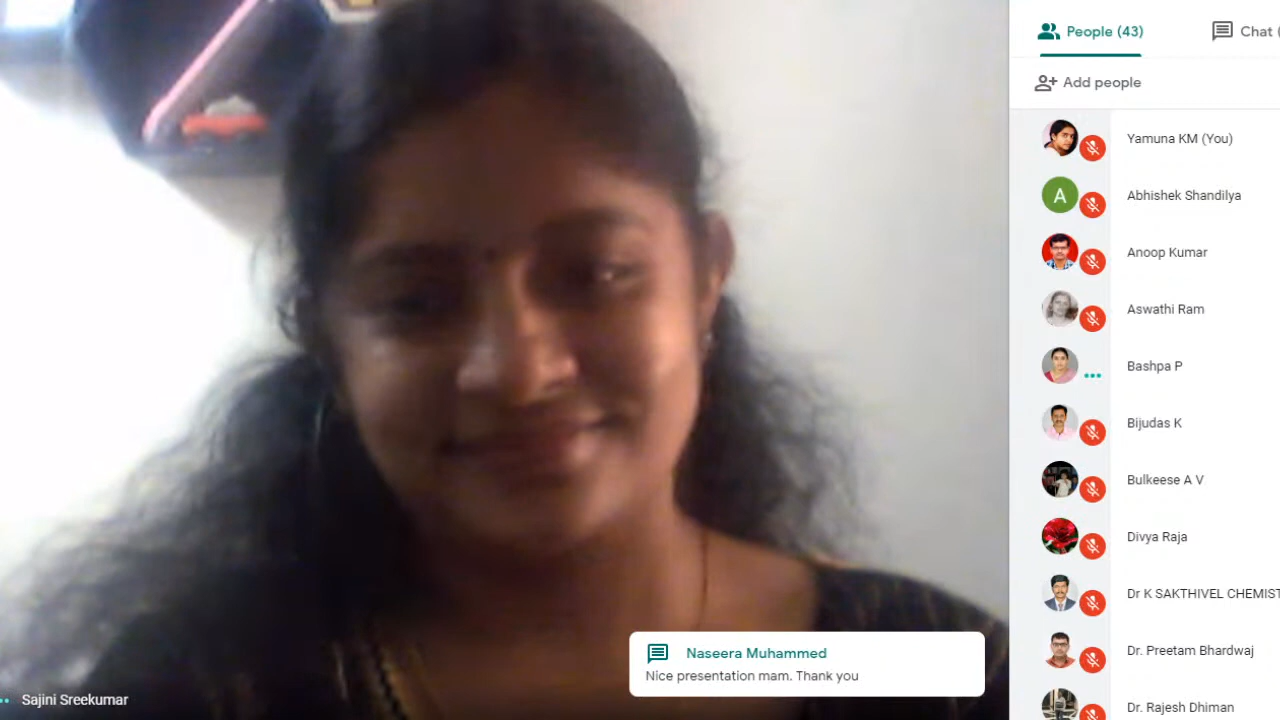 People (43)
Chat (
Add people
Yamuna KM (You)
A
Abhishek Shandilya
Anoop Kumar
Aswathi Ram
Bashpa P
Bijudas K
Bulkeese A V
Divya Raja
Dr K SAKTHIVEL CHEMIST
Dr. Preetam Bhardwaj
Dr. Rajesh Dhiman
Naseera Muhammed
Nice presentation mam. Thank you
Sajini Sreekumar